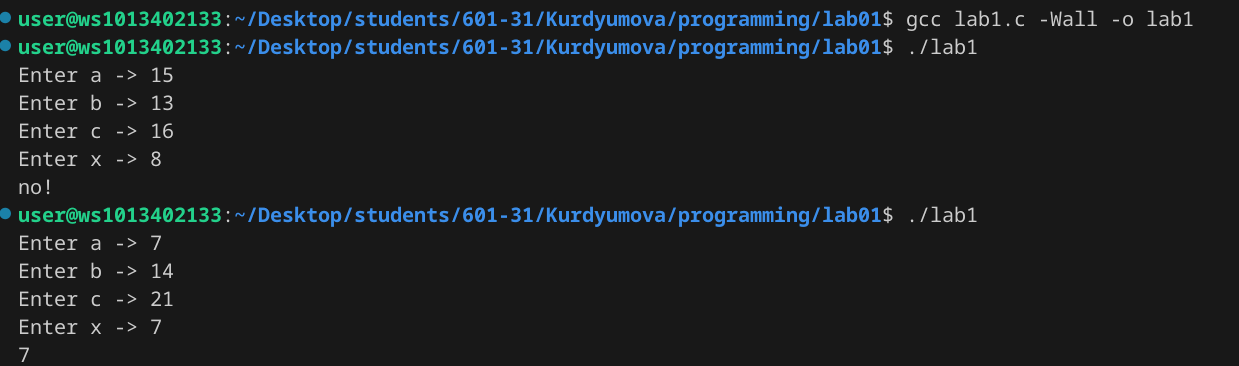 user@ws1013402133:~/Desktop/students/601-31/Kurdyumova/programming/lab01$ gcc lab1.c -Wall -o lab1
user@ws1013402133:~/Desktop/students/601-31/Kurdyumova/programming/lab01$ ./lab1
Enter a -> 15
Enter b -> 13
Enter c -> 16
Enter x -> 8
no!
user@ws1013402133:~/Desktop/students/601-31/Kurdyumova/programming/lab01$ ./lab1
Enter a -> 7
Enter b -> 14
Enter c -> 21
Enter x -> 7
7